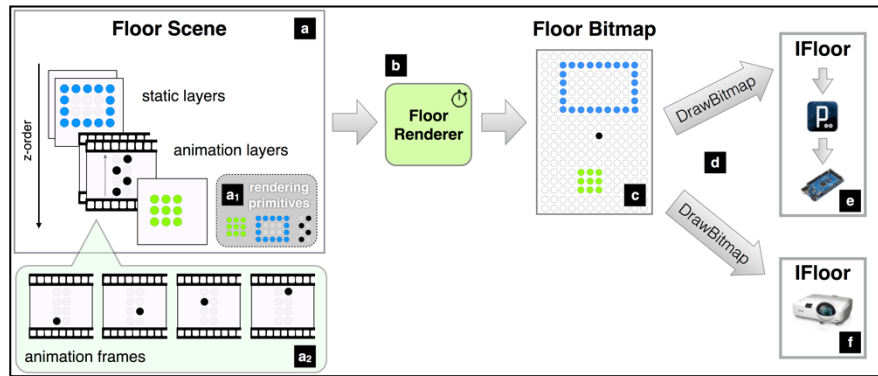 Floor Scene
a
z-order
static layers
animation layers
a1
rendering
primitives
animation frames
a2
b
Floor
Renderer
Floor Bitmap
c
DrawBitmap
d
DrawBitmap
IFloor
P
e
IFloor
f